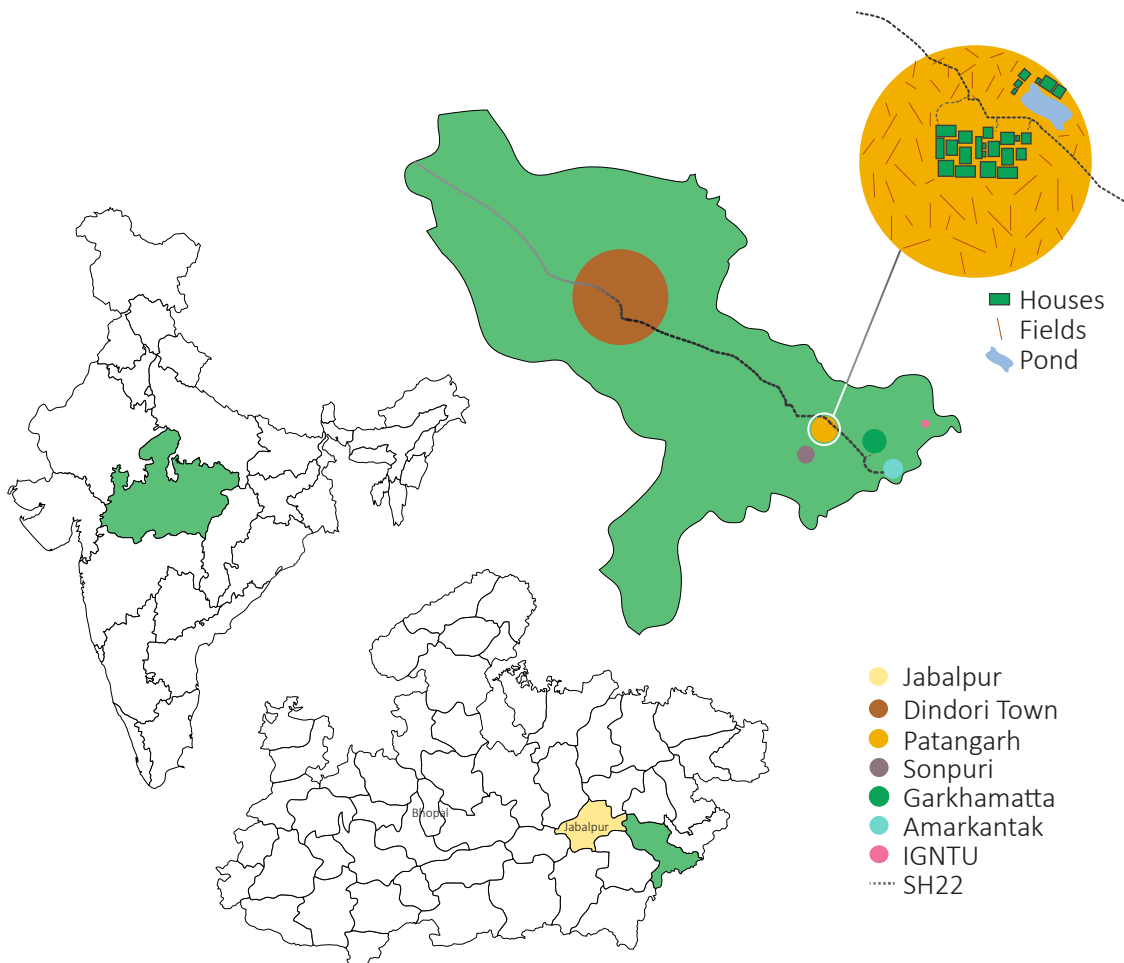 Houses
Fields
Pond
Jabalpur
Dindori Town
Patangarh
Sonpuri
Garkhamatta
Amarkantak
IGNTU
SH22
Bhopal
Jabalpur